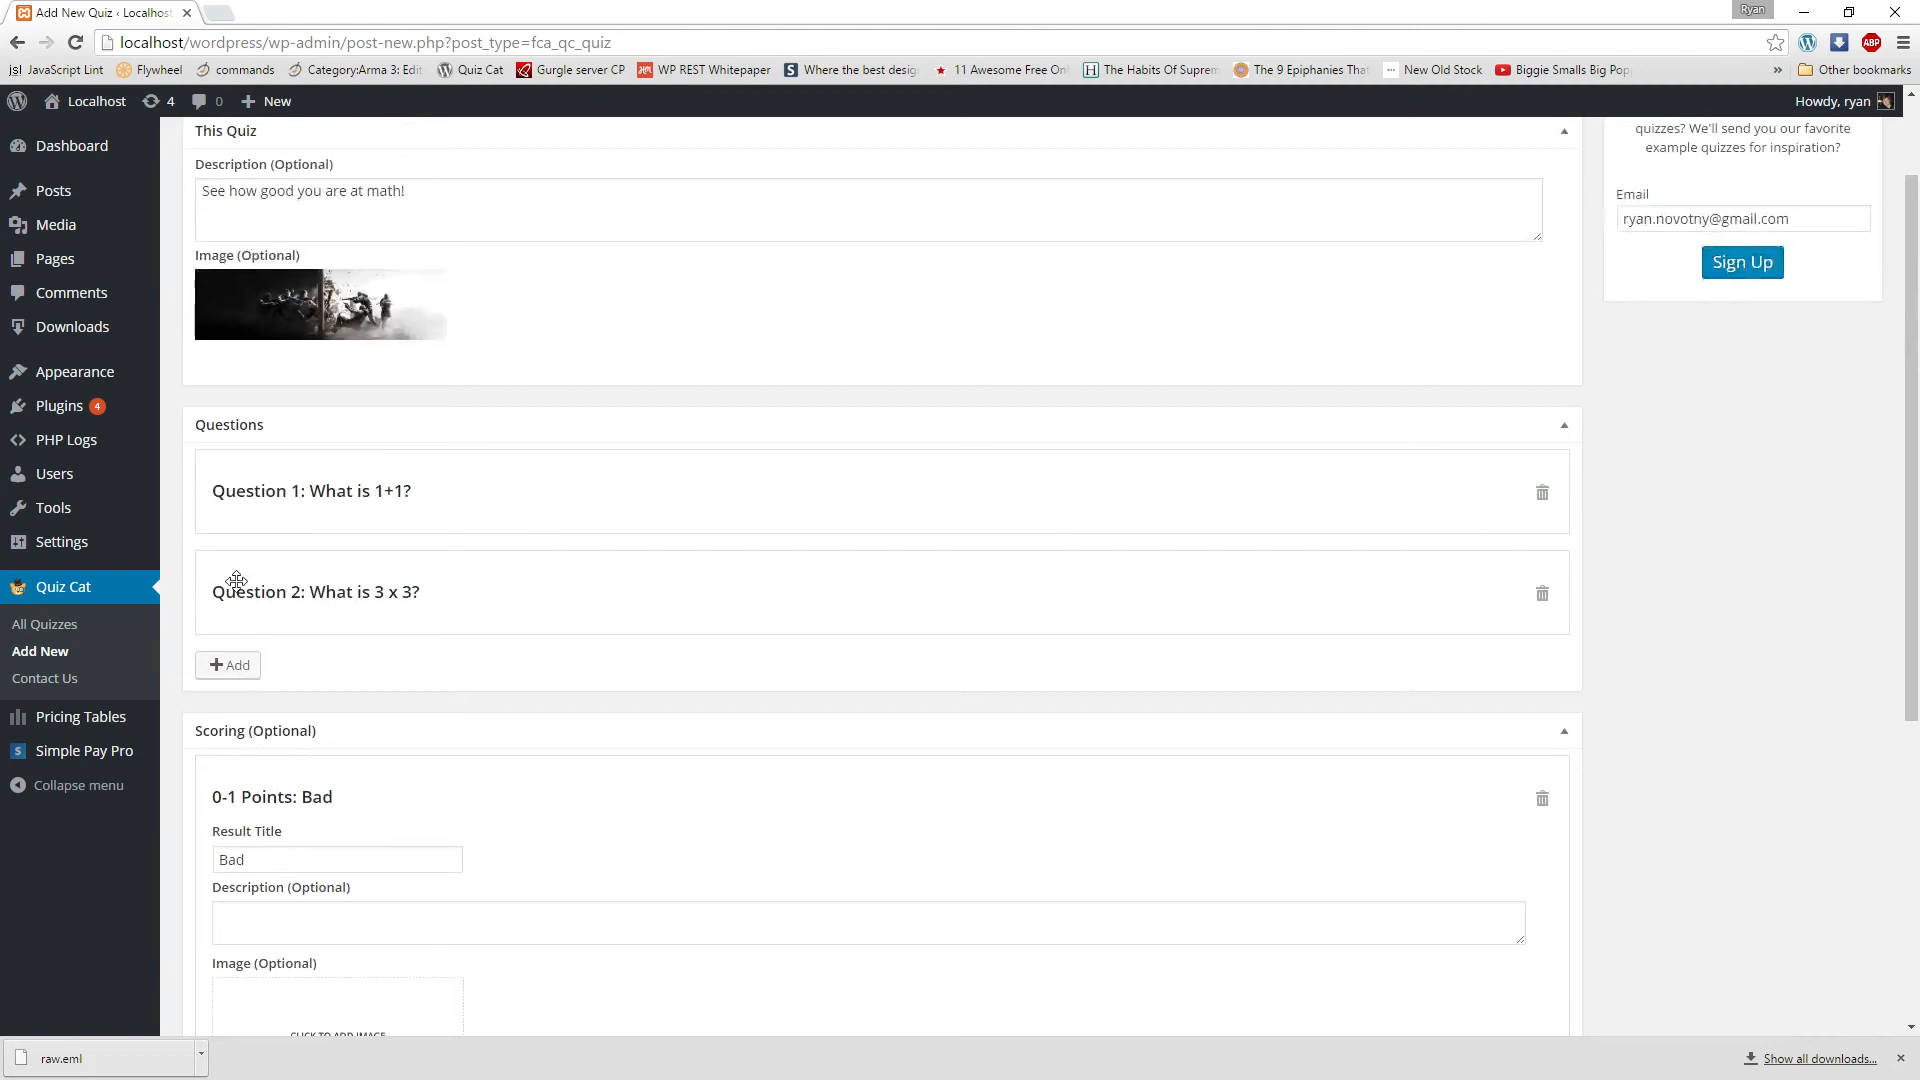 Add New Quiz ‹ Localhost
Ryan
localhost/wordpress/wp-admin/post-new.php?post_type=fca_qc_quiz
ABP
jsl JavaScript Lint
Flywheel
commands
Category:Arma 3: Edit
Quiz Cat
Gurgle server CP
WP REST Whitepaper
Where the best desig
11 Awesome Free On
The Habits Of Suprem
The 9 Epiphanies Tha
New Old Stock
Biggie Smalls Big Pop
»
Other bookmarks
Localhost
4
0
New
Howdy, ryan
Dashboard
Posts
Media
Pages
Comments
Downloads
Appearance
Plugins 4
PHP Logs
Users
Tools
Settings
Quiz Cat
All Quizzes
Add New
Contact Us
Pricing Tables
Simple Pay Pro
Collapse menu
This Quiz
Description (Optional)
See how good you are at math!
Image (Optional)
Questions
Question 1: What is 1+1?
Question 2: What is 3 x 3?
Add
Scoring (Optional)
0-1 Points: Bad
Result Title
Bad
Description (Optional)
Image (Optional)
CLICK TO ADD IMAGE
quizzes? We'll send you our favorite
example quizzes for inspiration?
Email
ryan.novotny@gmail.com
Sign Up
raw.eml
Show all downloads...